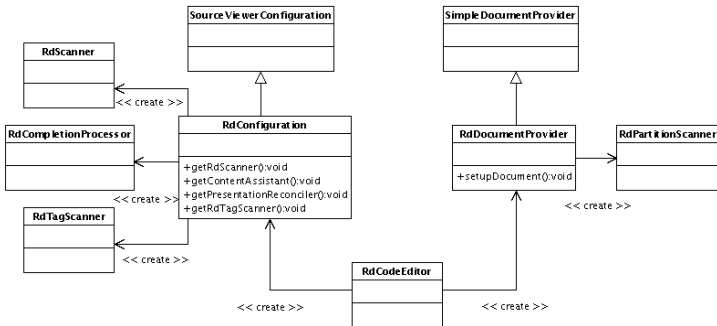 SourceViewerConfiguration
SimpleDocumentProvider
RdScanner
<< create >>
RdCompletionProcessor
RdConfiguration
+getRdScanner():void
+getContentAssistant():void
+getPresentationReconciler():void
+getRdTagScanner():void
RdDocumentProvider
+setupDocument():void
RdPartitionScanner
<< create >>
<< create >>
RdTagScanner
<< create >>
RdCodeEditor
<< create >>
<< create >>